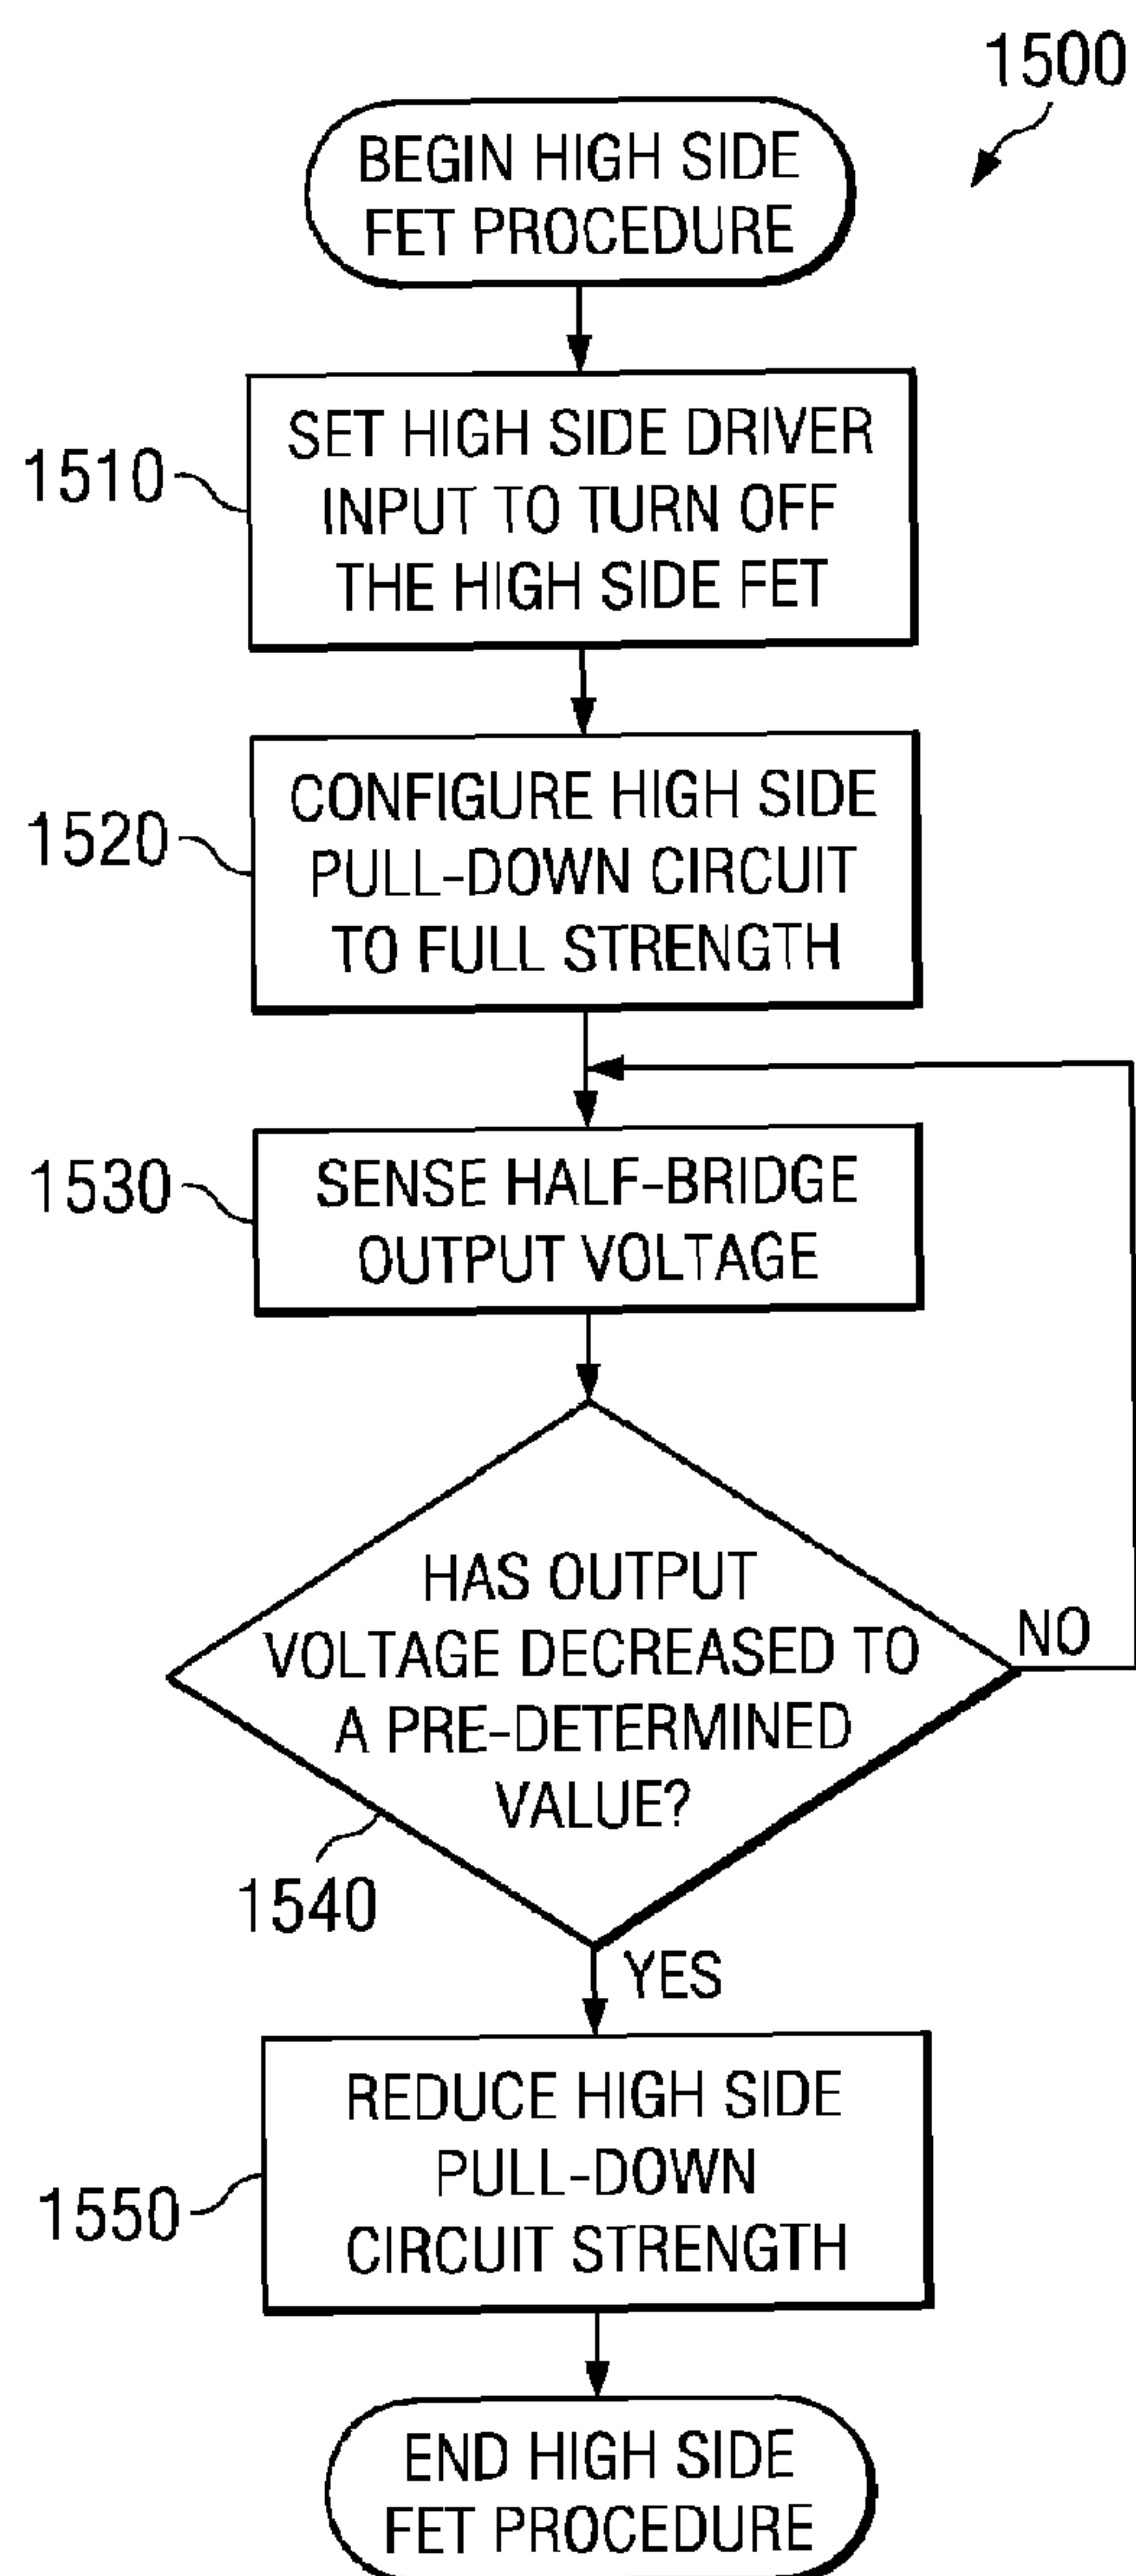 1500
BEGIN HIGH SIDE
FET PROCEDURE
1510
SET HIGH SIDE DRIVER
INPUT TO TURN OFF
THE HIGH SIDE FET
1520
CONFIGURE HIGH SIDE
PULL-DOWN CIRCUIT
TO FULL STRENGTH
1530
SENSE HALF-BRIDGE
OUTPUT VOLTAGE
HAS OUTPUT
VOLTAGE DECREASED TO
A PRE-DETERMINED
VALUE?
NO
1540
YES
1550
REDUCE HIGH SIDE
PULL-DOWN
CIRCUIT STRENGTH
END HIGH SIDE
FET PROCEDURE